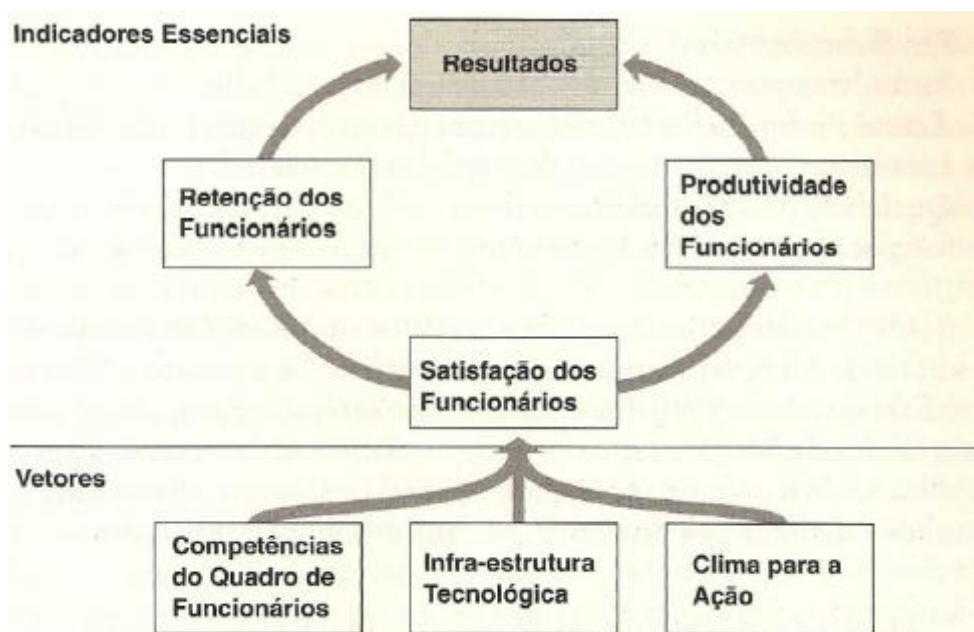 Indicadores Essenciais
Resultados
Retenção dos
Funcionários
Produtividade
dos
Funcionários
Satisfação dos
Funcionários
Vetores
Competências
do Quadro de
Funcionários
Infra-estrutura
Tecnológica
Clima para a
Ação